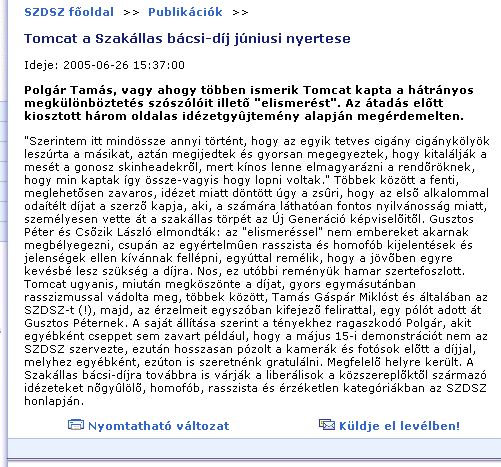 SZDSZ főoldal >> Publikációk >>
Tomcat a Szakállas bácsi-díj júniusi nyertese
Ideje: 2005-06-26 15:37:00
Polgár Tamás, vagy ahogy többen ismerik Tomcat kapta a hátrányos
megkülönböztetés szószólóit illető "elismerést". Az átadás előtt
kiosztott három oldalas idézetgyűjtemény alapján megérdemelten.
"Szerintem itt mindössze annyi történt, hogy az egyik tetves cigány cigánykölyök
leszúrta a másikat, aztán megijedtek és gyorsan megegyeztek, hogy kitalálják a
mesét a gonosz skinheadekről, mert kínos lenne elmagyarázni a rendőröknek,
hogy min kaptak így össze-vagyis hogy lopni voltak." Többek között a fenti,
meglehetősen zavaros, idézet miatt döntött úgy a zsűri, hogy az első alkalommal
odaítélt díjat a szerző kapja, aki, a számára láthatóan fontos nyilvánosság miatt,
személyesen vette át a szakállas törpét az Új Generáció képviselőitől. Gusztos
Péter és Csőzik László elmondták: az "elismeréssel" nem embereket akarnak
megbélyegezni, csupán az egyértelműen rasszista és homofób kijelentések és
jelenségek ellen kívánnak fellépni, egyúttal remélik, hogy a jövőben egyre
kevésbé lesz szükség a díjra. Nos, ez utóbbi reményük hamar szertefoszlott.
Tomcat ugyanis, miután megköszönte a díjat, gyors egymásutánban
rasszizmussal vádolta meg, többek között, Tamás Gáspár Miklóst és általában az
SZDSZ-t (!), majd, az érzelmeit egyszóban kifejező felirattal, egy pólót adott át
Gusztos Péternek. A saját állítása szerint a tényekhez ragaszkodó Polgár, akit
egyébként cseppet sem zavart például, hogy a május 15-i demonstrációt nem az
SZDSZ szervezte, ezután hosszasan pózolt a kamerák és fotósok előtt a díjjal,
melyhez egyébként, ezúton is szeretnénk gratulálni. Megfelelő helyre került. A
Szakállas bácsi-díjra továbbra is várják a liberálisok a közszereplőktől származó
idézeteket nőgyűlölő, homofób, rasszista és érzéketlen kategóriákban az SZDSZ
honlapján.
Nyomtatható változat Küldje el levélben!